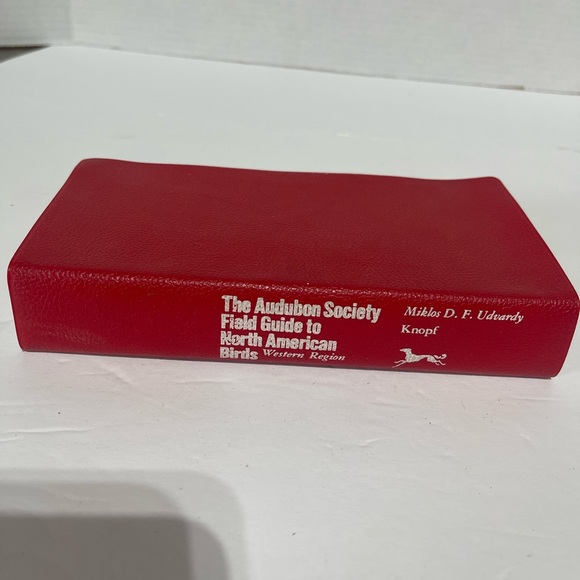 The Audubon Society
Field Guide to
North American
Birds Western Region
Miklos D. F. Udvardy
Knopf